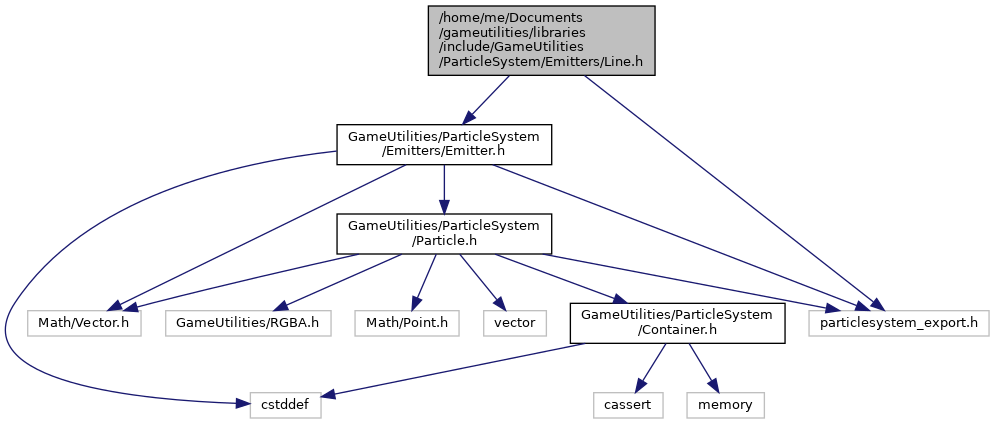 /home/me/Documents
/gameutilities/libraries
/include/GameUtilities
/ParticleSystem/Emitters/Line.h
GameUtilities/ParticleSystem
/Emitters/Emitter.h
GameUtilities/ParticleSystem
/Particle.h
Math/Vector.h
GameUtilities/RGBA.h
Math/Point.h
vector
GameUtilities/ParticleSystem
/Container.h
particlesystem_export.h
cstddef
cassert
memory